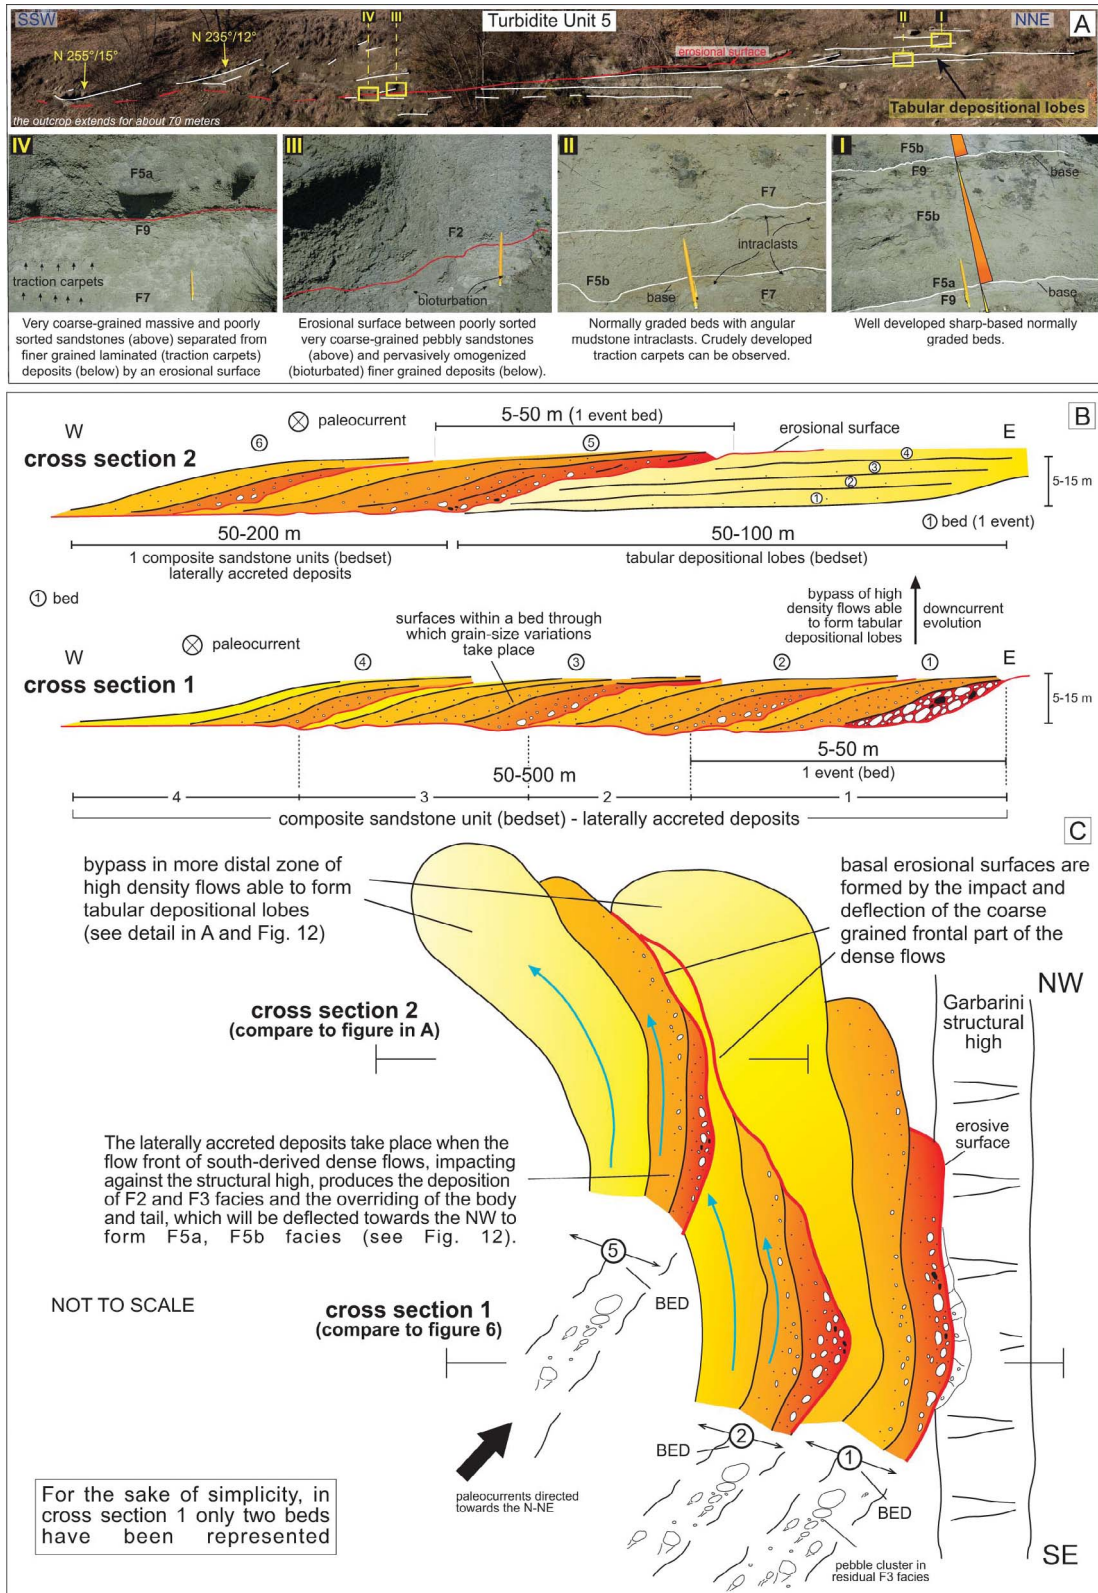 SSW
Turbidite Unit 5
NNE
A
N 255°/15°
N 235°/12°
IV
III
II
I
erosional surface
Tabular depositional lobes
the outcrop extends for about 70 meters
IV
F5a
F9
traction carpets
F7
Very coarse-grained massive and poorly
sorted sandstones (above) separated from
finer grained laminated (traction carpets)
deposits (below) by an erosional surface
III
F2
bioturbation
Erosional surface between poorly sorted
very coarse-grained pebbly sandstones
(above) and pervasively omogenized
(bioturbated) finer grained deposits (below).
II
F7
intraclasts
F5b
base
F7
Normally graded beds with angular
mudstone intraclasts. Crudely developed
traction carpets can be observed.
I
F5b
F9
base
F5b
F5a
F9
base
Well developed sharp-based normally
graded beds.
B
W
paleocurrent
5-50 m (1 event bed)
erosional surface
E
cross section 2
6
5
4
3
2
1
5-15 m
1 bed (1 event)
50-200 m
1 composite sandstone units (bedset)
laterally accreted deposits
50-100 m
tabular depositional lobes (bedset)
1 bed
surfaces within a bed through
which grain-size variations
take place
bypass of high
density flows able
to form tabular
depositional lobes
downcurrent
evolution
W
paleocurrent
E
cross section 1
4
3
2
1
5-15 m
5-50 m
1 event (bed)
50-500 m
4
3
2
1
composite sandstone unit (bedset) - laterally accreted deposits
C
bypass in more distal zone of
high density flows able to form
tabular depositional lobes
(see detail in A and Fig. 12)
basal erosional surfaces are
formed by the impact and
deflection of the coarse
grained frontal part of the
dense flows
NW
Garbarini
structural
high
cross section 2
(compare to figure in A)
erosive
surface
The laterally accreted deposits take place when the
flow front of south-derived dense flows, impacting
against the structural high, produces the deposition
of F2 and F3 facies and the overriding of the body
and tail, which will be deflected towards the NW to
form F5a, F5b facies (see Fig. 12).
5
BED
NOT TO SCALE
cross section 1
(compare to figure 6)
BED
2
1
BED
paleocurrents directed
towards the N-NE
For the sake of simplicity, in
cross section 1 only two beds
have been represented
pebble cluster in
residual F3 facies
SE